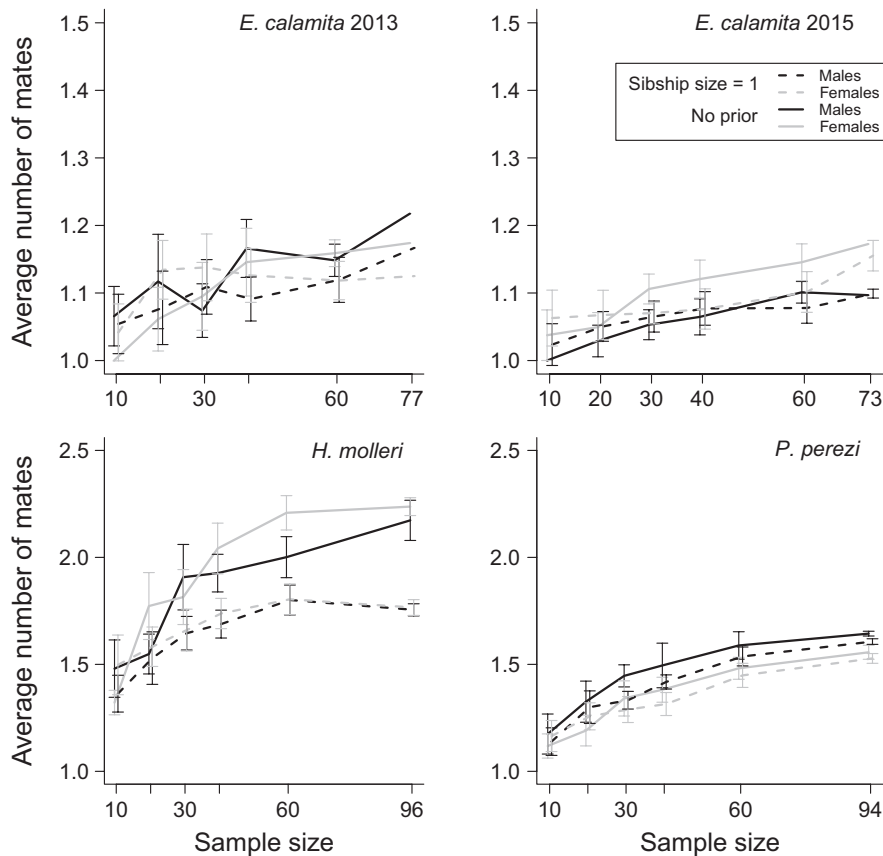 E. calamita 2013
1.5
1.4
1.3
1.2
1.1
1.0
Average number of mates
10 30 60 77
E. calamita 2015
Sibship size = 1
Males
Females
No prior
Males
Females
1.5
1.4
1.3
1.2
1.1
1.0
10 20 30 40 60 73
H. molleri
2.5
2.0
1.5
1.0
Average number of mates
10 30 60 96
Sample size
P. perezi
2.5
2.0
1.5
1.0
10 30 60 94
Sample size